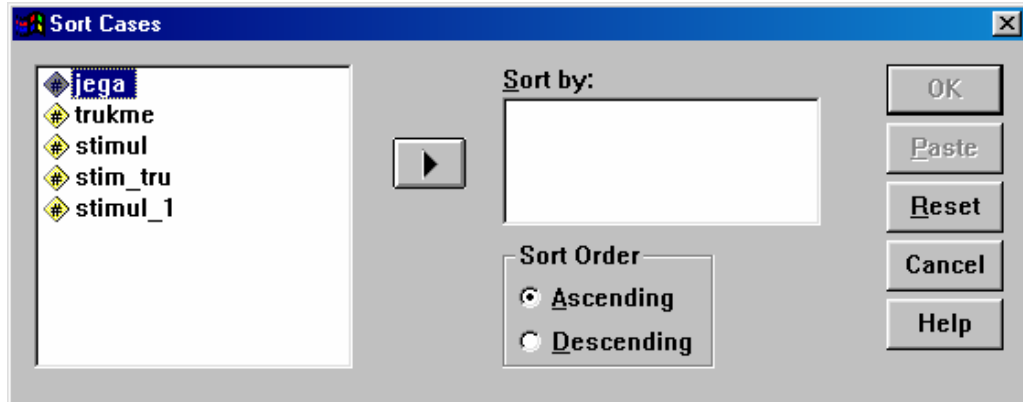 Sort Cases
jega
trukme
stimul
stim_tru
stimul_1
Sort by:
Sort Order
Ascending
Descending
OK
Paste
Reset
Cancel
Help